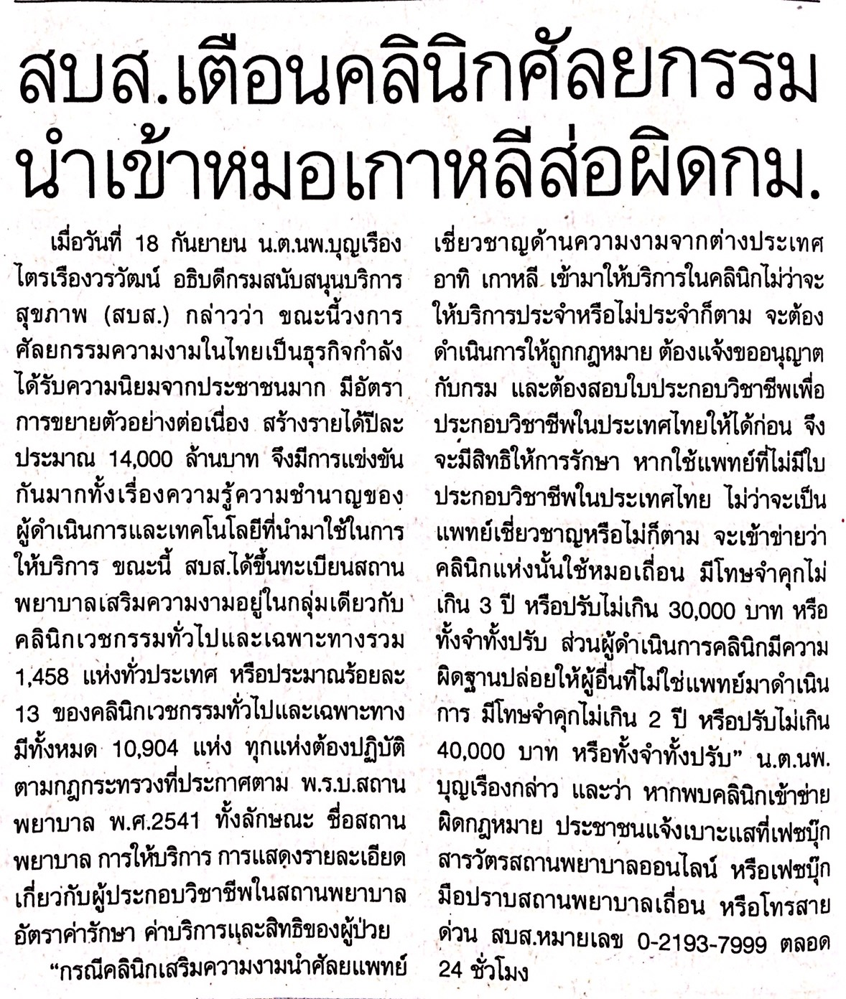 สบส.เตือนคลินิกศัลยกรรม
นำเข้าหมอเกาหลีส่อผิดกม.
เมื่อวันที่ 18 กันยายน น.ต.นพ.บุญเรือง
ไตรเรืองวรวัฒน์ อธิบดีกรมสนับสนุนบริการ
สุขภาพ (สบส.) กล่าวว่า ขณะนี้วงการ
ศัลยกรรมความงามในไทยเป็นธุรกิจกำลัง
ได้รับความนิยมจากประชาชนมาก มีอัตรา
การขยายตัวอย่างต่อเนื่อง สร้างรายได้ปีละ
ประมาณ 14,000 ล้านบาท จึงมีการแข่งขัน
กันมากทั้งเรื่องความรู้ความชำนาญของ
ผู้ดำเนินการและเทคโนโลยีที่นำมาใช้ในการ
ให้บริการ ขณะนี้ สบส.ได้ขึ้นทะเบียนสถาน
พยาบาลเสริมความงามอยู่ในกลุ่มเดียวกับ
คลินิกเวชกรรมทั่วไปและเฉพาะทางรวม
1,458 แห่งทั่วประเทศ หรือประมาณร้อยละ
13 ของคลินิกเวชกรรมทั่วไปและเฉพาะทาง
มีทั้งหมด 10,904 แห่ง ทุกแห่งต้องปฏิบัติ
ตามกฎกระทรวงที่ประกาศตาม พ.ร.บ.สถาน
พยาบาล พ.ศ.2541 ทั้งลักษณะ ชื่อสถาน
พยาบาล การให้บริการ การแสดงรายละเอียด
เกี่ยวกับผู้ประกอบวิชาชีพในสถานพยาบาล
อัตราค่ารักษา ค่าบริการและสิทธิของผู้ป่วย
“กรณีคลินิกเสริมความงามนำศัลยแพทย์
เชี่ยวชาญด้านความงามจากต่างประเทศ
อาทิ เกาหลี เข้ามาให้บริการในคลินิกไม่ว่าจะ
ให้บริการประจำหรือไม่ประจำก็ตาม จะต้อง
ดำเนินการให้ถูกกฎหมาย ต้องแจ้งขออนุญาต
กับกรม และต้องสอบใบประกอบวิชาชีพเพื่อ
ประกอบวิชาชีพในประเทศไทยให้ได้ก่อน จึง
จะมีสิทธิให้การรักษา หากใช้แพทย์ที่ไม่มีใบ
ประกอบวิชาชีพในประเทศไทย ไม่ว่าจะเป็น
แพทย์เชี่ยวชาญหรือไม่ก็ตาม จะเข้าข่ายว่า
คลินิกแห่งนั้นใช้หมอเถื่อน มีโทษจำคุกไม่
เกิน 3 ปี หรือปรับไม่เกิน 30,000 บาท หรือ
ทั้งจำทั้งปรับ ส่วนผู้ดำเนินการคลินิกมีความ
ผิดฐานปล่อยให้ผู้อื่นที่ไม่ใช่แพทย์มาดำเนิน
การ มีโทษจำคุกไม่เกิน 2 ปี หรือปรับไม่เกิน
40,000 บาท หรือทั้งจำทั้งปรับ” น.ต.นพ.
บุญเรืองกล่าว และว่า หากพบคลินิกเข้าข่าย
ผิดกฎหมาย ประชาชนแจ้งเบาะแสที่เฟซบุ๊ก
สารวัตรสถานพยาบาลออนไลน์ หรือเฟซบุ๊ก
มือปราบสถานพยาบาลเถื่อน หรือโทรสาย
ด่วน สบส.หมายเลข 0-2193-7999 ตลอด
24 ชั่วโมง